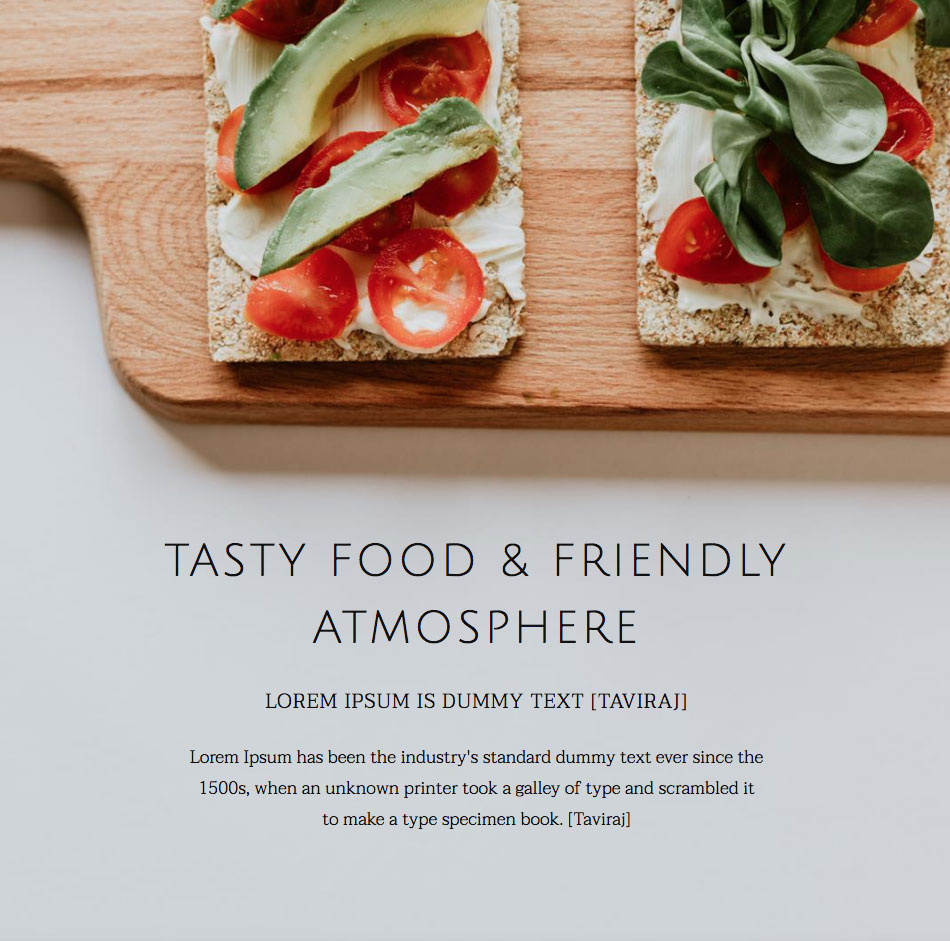 TASTY FOOD & FRIENDLY
ATMOSPHERE
LOREM IPSUM IS DUMMY TEXT [TAVIRAJ]
Lorem Ipsum has been the industry's standard dummy text ever since the
1500s, when an unknown printer took a galley of type and scrambled it
to make a type specimen book. [Taviraj]